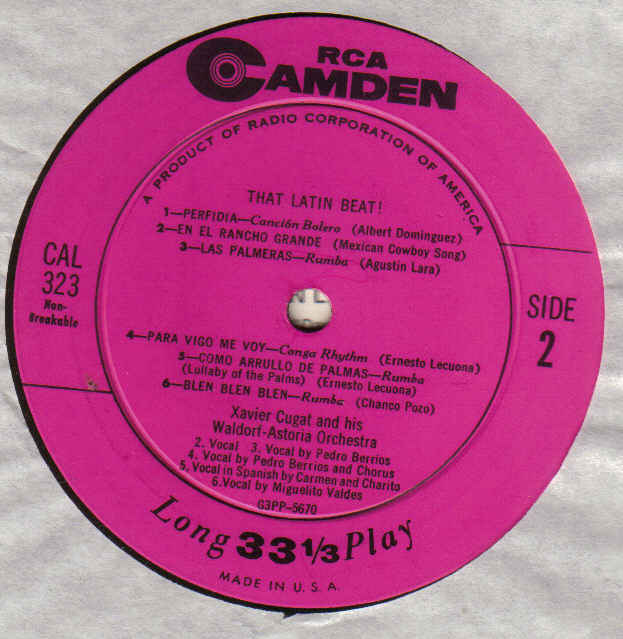 RCA
CAMDEN
A PRODUCT OF RADIO CORPORATION OF AMERICA
THAT LATIN BEAT!
1—PERFIDIA—Canción Bolero (Albert Dominguez)
2—EN EL RANCHO GRANDE (Mexican Cowboy Song)
3—LAS PALMERAS—Rumba (Agustin Lara)
CAL
323
Non-
Breakable
SIDE
2
4—PARA VIGO ME VOY—Conga Rhythm (Ernesto Lecuona)
5—COMO ARRULLO DE PALMAS—Rumba
(Lullaby of the Palms) (Ernesto Lecuona)
6—BLEN BLEN BLEN—Rumba (Chanco Pozo)
Xavier Cugat and his
Waldorf-Astoria Orchestra
2. Vocal 3. Vocal by Pedro Berrios
4. Vocal by Pedro Berrios and Chorus
5. Vocal in Spanish by Carmen and Charito
6. Vocal by Miguelito Valdes
G3PP-5670
Long 33 1/3 Play
MADE IN U. S. A.